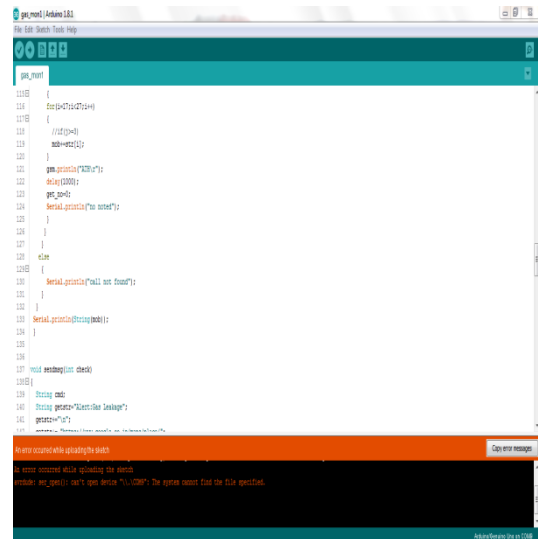 gas_mon1 | Arduino 1.8.1
File Edit Sketch Tools Help
gas_mon1
115 {
116 for(i=17;i<27;i++)
117 {
118 //if(j>=3)
119 mob+=str[i];
120 }
121 gsm.println("ATH\r");
122 delay(1000);
123 get_no=0;
124 Serial.println("no noted");
125 }
126 }
127 }
128 else
129 {
130 Serial.println("call not found");
131 }
132 }
133 Serial.println(String(mob));
134 }
135
136
137 void sendmsg(int check)
138 {
139 String cmd;
140 String getstr="Alert:Gas Leakage";
141 getstr+="\n";
An error occurred while uploading the sketch
Copy error messages
An error occurred while uploading the sketch
avrdude: ser_open(): can't open device "\\.\COM9": The system cannot find the file specified.
Arduino/Genuino Uno on COM9